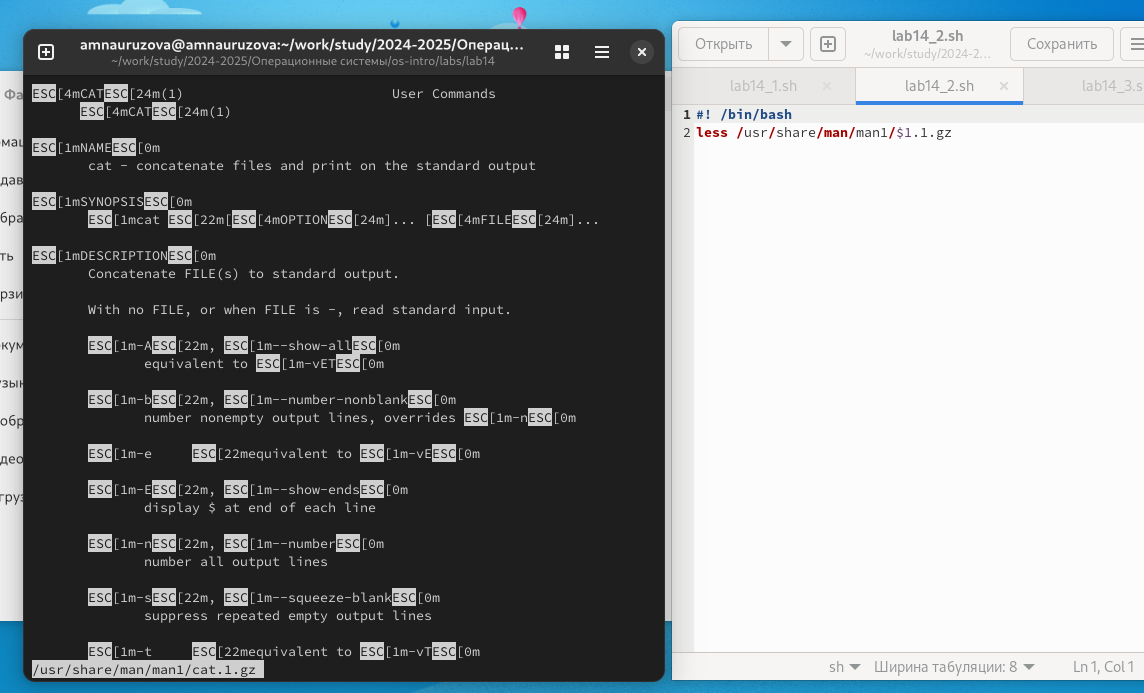 amnauruzova@amnauruzova:~/work/study/2024-2025/Операц...
~/work/study/2024-2025/Операционные системы/os-intro/labs/lab14
ESC[4mCATESC[24m(1) User Commands
ESC[4mCATESC[24m(1)
ESC[1mNAMEESC[0m
cat - concatenate files and print on the standard output
ESC[1mSYNOPSISESC[0m
ESC[1mcat ESC[22m[ESC[4mOPTIONESC[24m]... [ESC[4mFILEESC[24m]...
ESC[1mDESCRIPTIONESC[0m
Concatenate FILE(s) to standard output.
With no FILE, or when FILE is -, read standard input.
ESC[1m-AESC[22m, ESC[1m--show-allESC[0m
equivalent to ESC[1m-vETESC[0m
ESC[1m-bESC[22m, ESC[1m--number-nonblankESC[0m
number nonempty output lines, overrides ESC[1m-nESC[0m
ESC[1m-e ESC[22mequivalent to ESC[1m-vEESC[0m
ESC[1m-EESC[22m, ESC[1m--show-endsESC[0m
display $ at end of each line
ESC[1m-nESC[22m, ESC[1m--numberESC[0m
number all output lines
ESC[1m-sESC[22m, ESC[1m--squeeze-blankESC[0m
suppress repeated empty output lines
ESC[1m-t ESC[22mequivalent to ESC[1m-vTESC[0m
/usr/share/man/man1/cat.1.gz
Открыть
lab14_2.sh
~/work/study/2024-2...
Сохранить
lab14_1.sh × lab14_2.sh × lab14_3.s
1 #! /bin/bash
2 less /usr/share/man/man1/$1.1.gz
sh Ширина табуляции: 8 Ln 1, Col 1